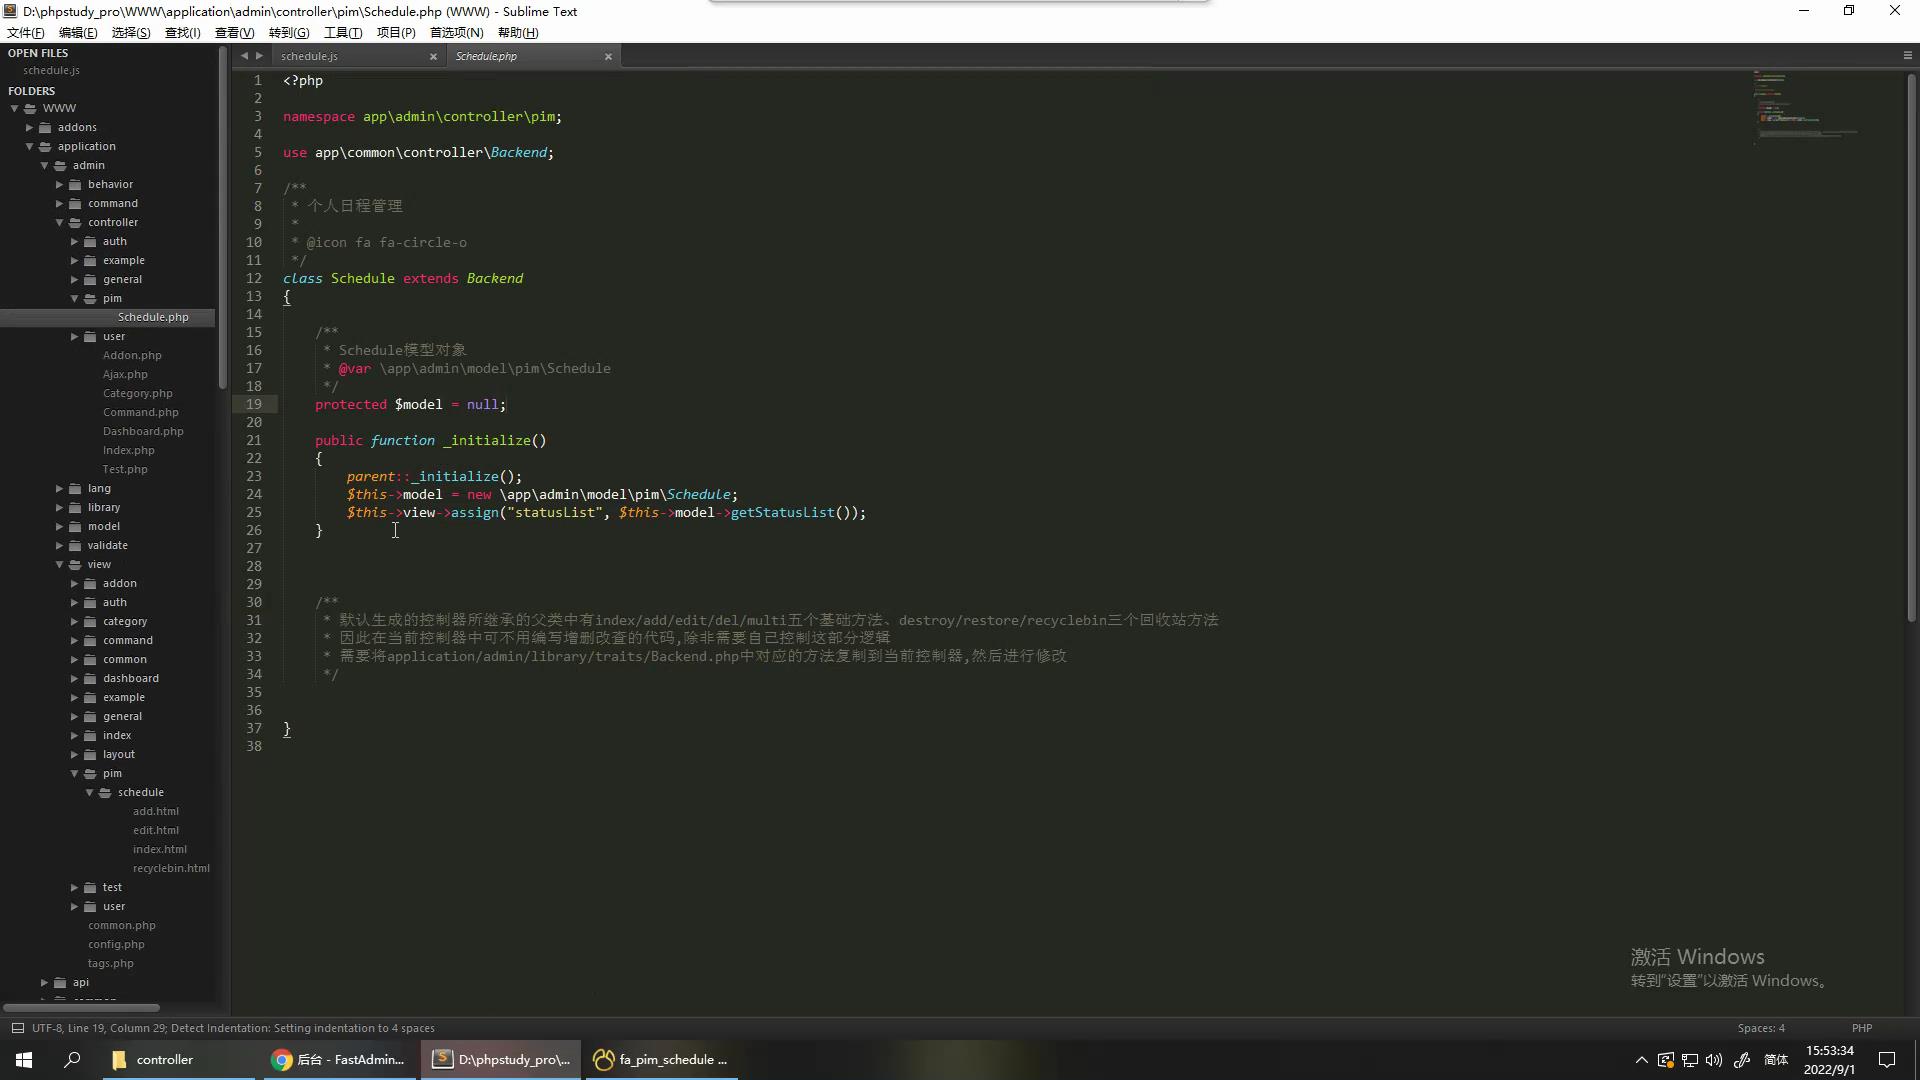 D:\phpstudy_pro\WWW\application\admin\controller\pim\Schedule.php (WWW) - Sublime Text
文件(F) 编辑(E) 选择(S) 查找(I) 查看(V) 转到(G) 工具(T) 项目(P) 首选项(N) 帮助(H)
OPEN FILES
schedule.js
FOLDERS
WWW
addons
application
admin
behavior
command
controller
auth
example
general
pim
Schedule.php
user
Addon.php
Ajax.php
Category.php
Command.php
Dashboard.php
Index.php
Test.php
lang
library
model
validate
view
addon
auth
category
command
common
dashboard
example
general
index
layout
pim
schedule
add.html
edit.html
index.html
recyclebin.html
test
user
common.php
config.php
tags.php
api
schedule.js Schedule.php
1 <?php
2
3 namespace app\admin\controller\pim;
4
5 use app\common\controller\Backend;
6
7 /**
8 * 个人日程管理
9 *
10 * @icon fa fa-circle-o
11 */
12 class Schedule extends Backend
13 {
14
15 /**
16 * Schedule模型对象
17 * @var \app\admin\model\pim\Schedule
18 */
19 protected $model = null;
20
21 public function _initialize()
22 {
23 parent::_initialize();
24 $this->model = new \app\admin\model\pim\Schedule;
25 $this->view->assign("statusList", $this->model->getStatusList());
26 }
27
28
29
30 /**
31 * 默认生成的控制器所继承的父类中有index/add/edit/del/multi五个基础方法、destroy/restore/recyclebin三个回收站方法
32 * 因此在当前控制器中可不用编写增删改查的代码,除非需要自己控制这部分逻辑
33 * 需要将application/admin/library/traits/Backend.php中对应的方法复制到当前控制器,然后进行修改
34 */
35
36
37 }
38
激活 Windows
转到"设置"以激活 Windows。
UTF-8, Line 19, Column 29; Detect Indentation: Setting indentation to 4 spaces Spaces: 4 PHP
controller 后台 - FastAdmin... D:\phpstudy_pro\... fa_pim_schedule ... 简体 15:53:34
2022/9/1